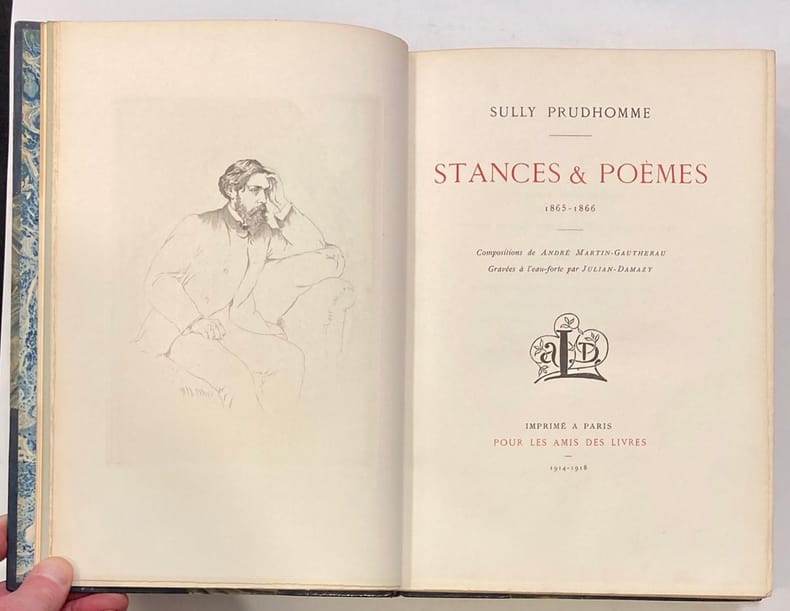 SULLY PRUDHOMME
STANCES & POÈMES
1865-1866
Compositions de ANDRÉ MARTIN-GAUTHERAU
Gravées à l'eau-forte par JULIAN-DAMAZY
aLD
IMPRIMÉ A PARIS
POUR LES AMIS DES LIVRES
1914-1918